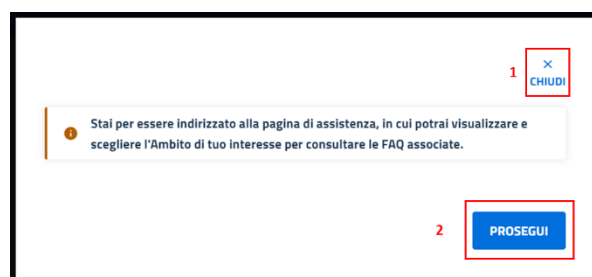 1
×
CHIUDI
Stai per essere indirizzato alla pagina di assistenza, in cui potrai visualizzare e
scegliere l'Ambito di tuo interesse per consultare le FAQ associate.
2
PROSEGUI